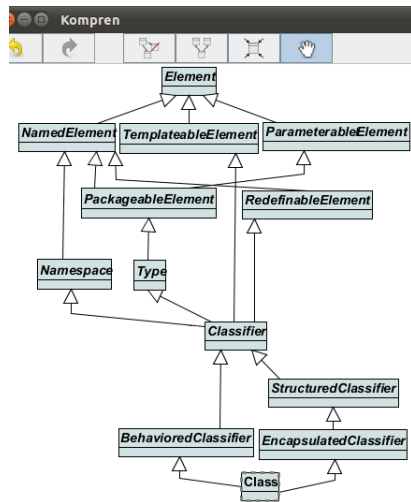 Kompren
Element
NamedElement
TemplateableElement
ParameterableElement
PackageableElement
RedefinableElement
Namespace
Type
Classifier
StructuredClassifier
BehavioredClassifier
EncapsulatedClassifier
Class